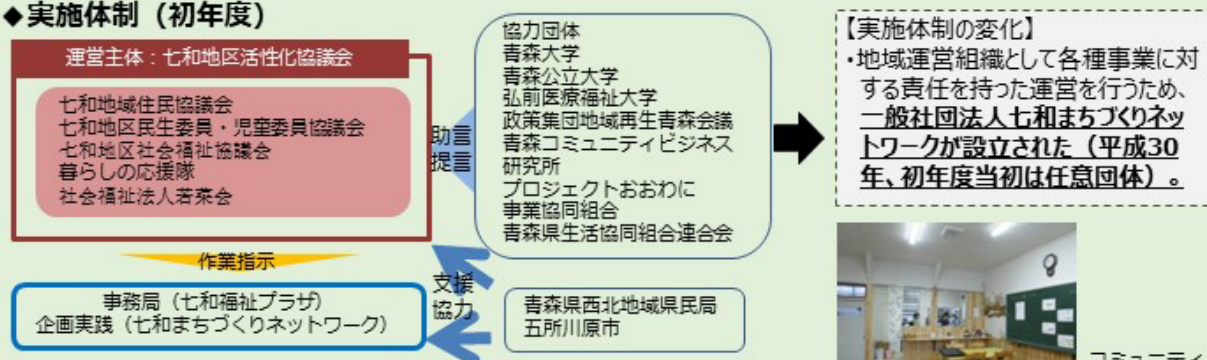 ◆実施体制（初年度）
運営主体：七和地区活性化協議会
七和地域住民協議会
七和地区民生委員・児童委員協議会
七和地区社会福祉協議会
暮らしの応援隊
社会福祉法人若菜会
作業指示
事務局（七和福祉プラザ）
企画実践（七和まちづくりネットワーク）
助言
提言
支援
協力
協力団体
青森大学
青森公立大学
弘前医療福祉大学
政策集団地域再生青森会議
青森コミュニティビジネス
研究所
プロジェクトおおわに
事業協同組合
青森県生活協同組合連合会
青森県西北地域県民局
五所川原市
【実施体制の変化】
・地域運営組織として各種事業に対
する責任を持った運営を行うため、
一般社団法人七和まちづくりネッ
トワークが設立された（平成30
年、初年度当初は任意団体）。
コミュニティ